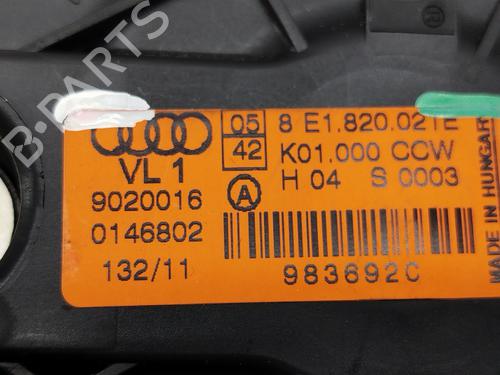 B-PARTS
05
42
8 E1.820.021E
K01.000 CCW
H 04 S 0003
A
VL 1
9020016
0146802
132/11
983692C
MADE IN HUNGARY